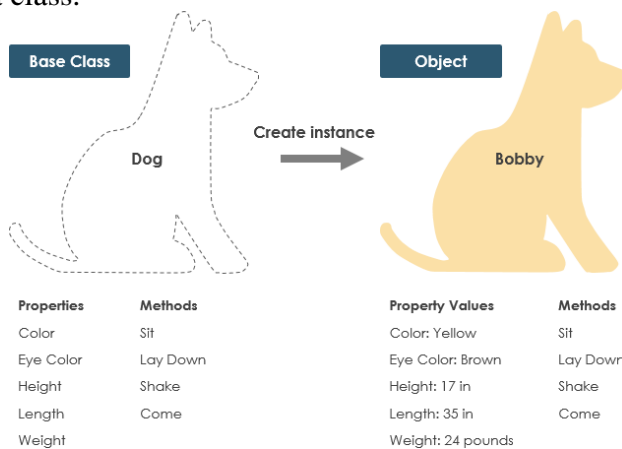 class.
Base Class
Object
Create instance
Dog
Bobby
Properties Methods
Color Sit
Eye Color Lay Down
Height Shake
Length Come
Weight
Property Values Methods
Color: Yellow Sit
Eye Color: Brown Lay Down
Height: 17 in Shake
Length: 35 in Come
Weight: 24 pounds